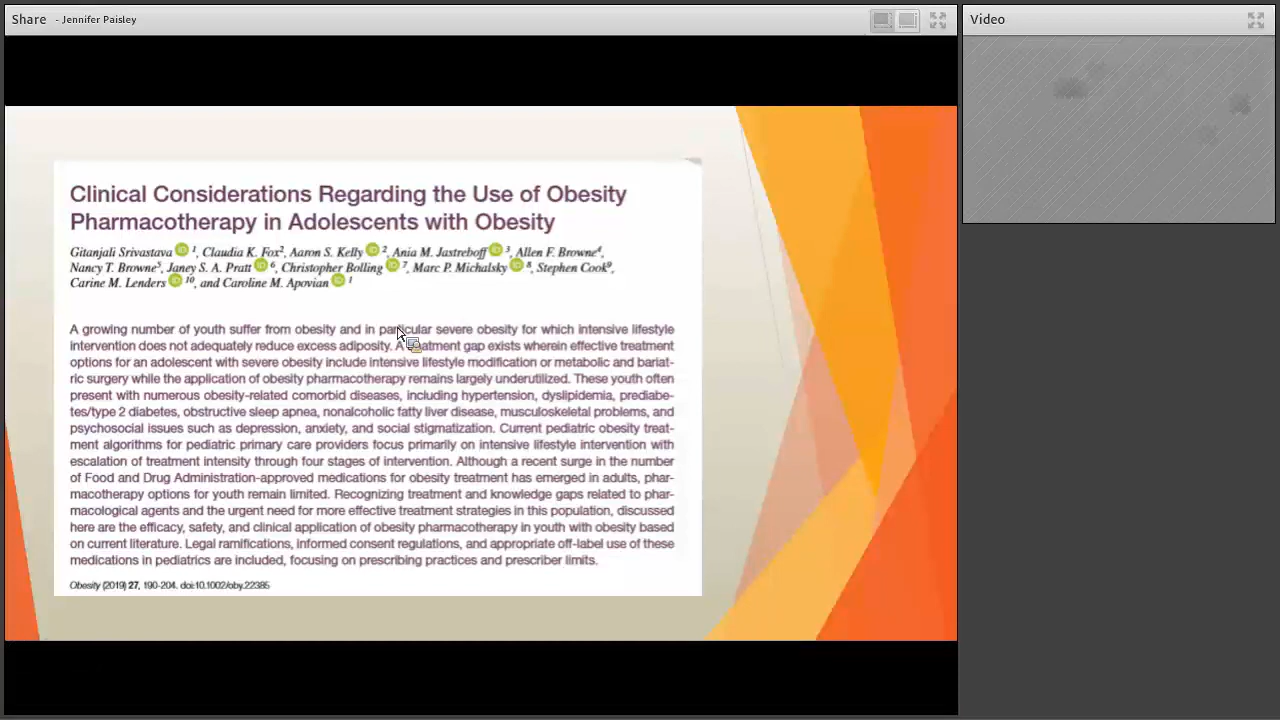 Share - Jennifer Paisley
Video
Clinical Considerations Regarding the Use of Obesity
Pharmacotherapy in Adolescents with Obesity
Gitanjali Srivastava iD 1, Claudia K. Fox2, Aaron S. Kelly iD 2, Ania M. Jastreboff iD 3, Allen F. Browne4,
Nancy T. Browne5, Janey S. A. Pratt iD 6, Christopher Bolling iD 7, Marc P. Michalsky iD 8, Stephen Cook9,
Carine M. Lenders iD 10, and Caroline M. Apovian iD 1
A growing number of youth suffer from obesity and in particular severe obesity for which intensive lifestyle
intervention does not adequately reduce excess adiposity. A treatment gap exists wherein effective treatment
options for an adolescent with severe obesity include intensive lifestyle modification or metabolic and bariat-
ric surgery while the application of obesity pharmacotherapy remains largely underutilized. These youth often
present with numerous obesity-related comorbid diseases, including hypertension, dyslipidemia, prediabe-
tes/type 2 diabetes, obstructive sleep apnea, nonalcoholic fatty liver disease, musculoskeletal problems, and
psychosocial issues such as depression, anxiety, and social stigmatization. Current pediatric obesity treat-
ment algorithms for pediatric primary care providers focus primarily on intensive lifestyle intervention with
escalation of treatment intensity through four stages of intervention. Although a recent surge in the number
of Food and Drug Administration-approved medications for obesity treatment has emerged in adults, phar-
macotherapy options for youth remain limited. Recognizing treatment and knowledge gaps related to phar-
macological agents and the urgent need for more effective treatment strategies in this population, discussed
here are the efficacy, safety, and clinical application of obesity pharmacotherapy in youth with obesity based
on current literature. Legal ramifications, informed consent regulations, and appropriate off-label use of these
medications in pediatrics are included, focusing on prescribing practices and prescriber limits.
Obesity (2019) 27, 190-204. doi:10.1002/oby.22385